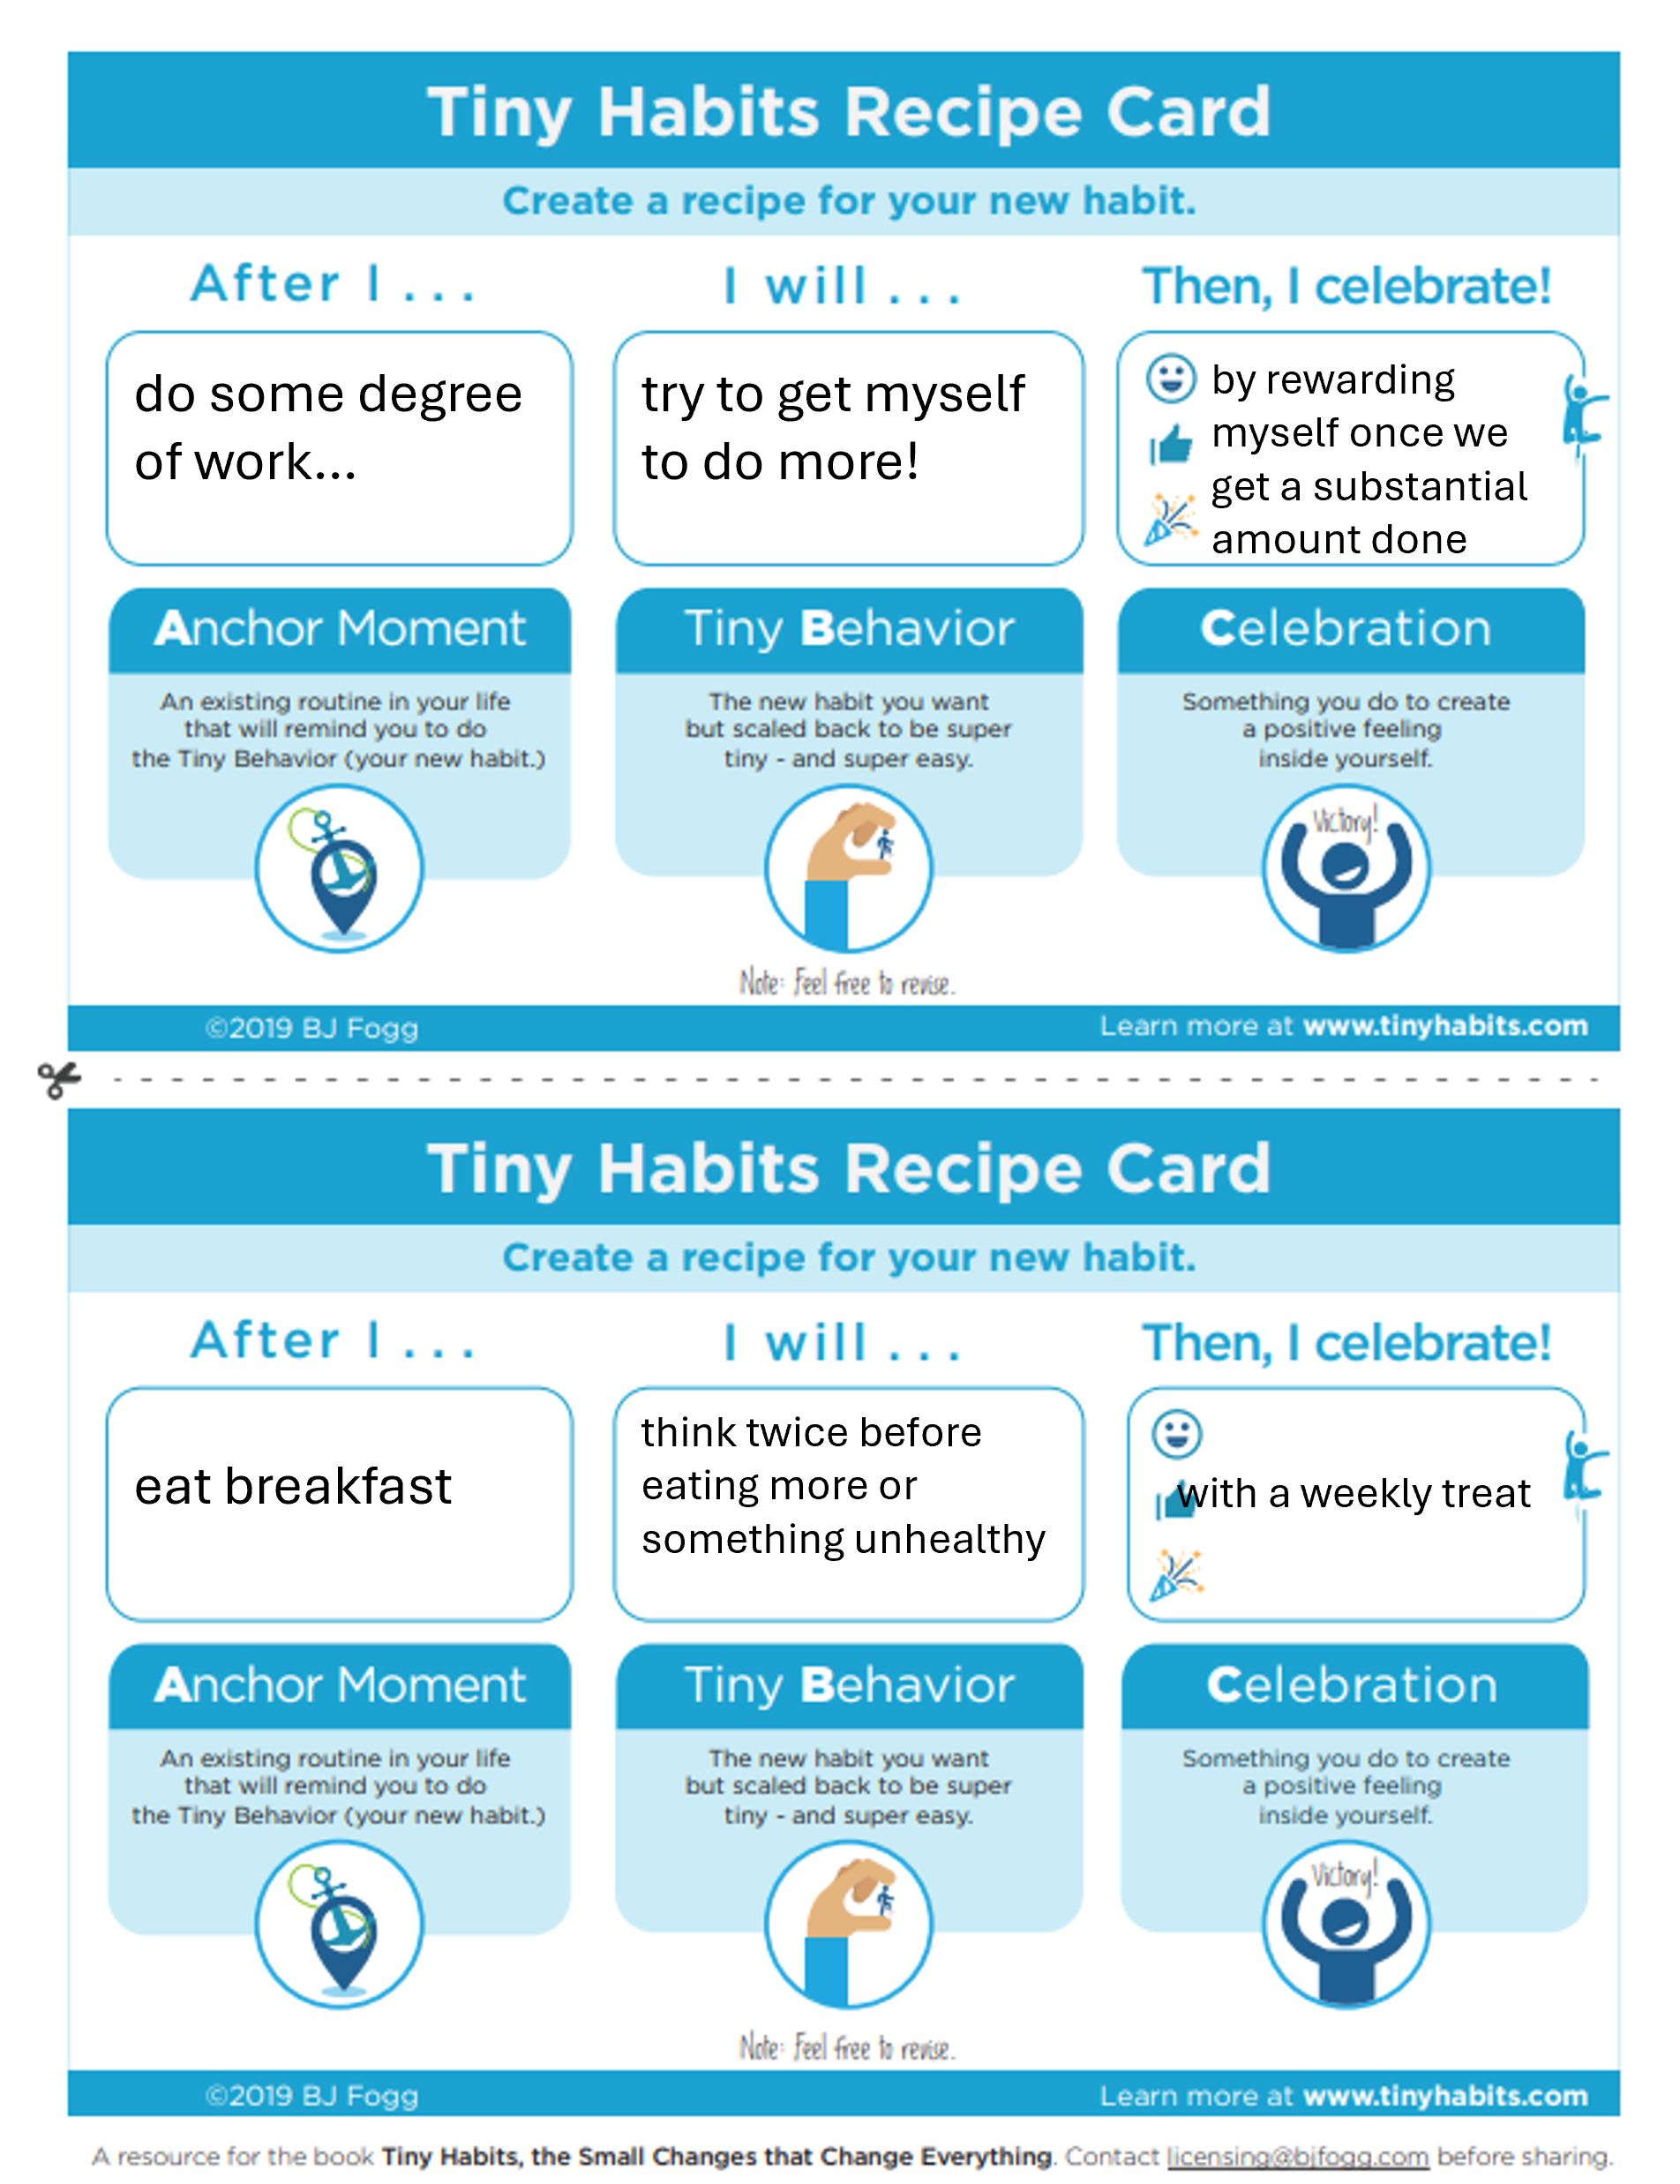 Tiny Habits Recipe Card
Create a recipe for your new habit.
After I . . .
I will . . .
Then, I celebrate!
do some degree
of work...
try to get myself
to do more!
by rewarding
myself once we
get a substantial
amount done
Anchor Moment
An existing routine in your life
that will remind you to do
the Tiny Behavior (your new habit.)
Tiny Behavior
The new habit you want
but scaled back to be super
tiny - and super easy.
Celebration
Something you do to create
a positive feeling
inside yourself.
Victory!
Note: Feel free to revise.
©2019 BJ Fogg
Learn more at www.tinyhabits.com
Tiny Habits Recipe Card
Create a recipe for your new habit.
After I . . .
I will . . .
Then, I celebrate!
eat breakfast
think twice before
eating more or
something unhealthy
with a weekly treat
Anchor Moment
An existing routine in your life
that will remind you to do
the Tiny Behavior (your new habit.)
Tiny Behavior
The new habit you want
but scaled back to be super
tiny - and super easy.
Celebration
Something you do to create
a positive feeling
inside yourself.
Victory!
Note: Feel free to revise.
©2019 BJ Fogg
Learn more at www.tinyhabits.com
A resource for the book Tiny Habits, the Small Changes that Change Everything. Contact licensing@bjfogg.com before sharing.